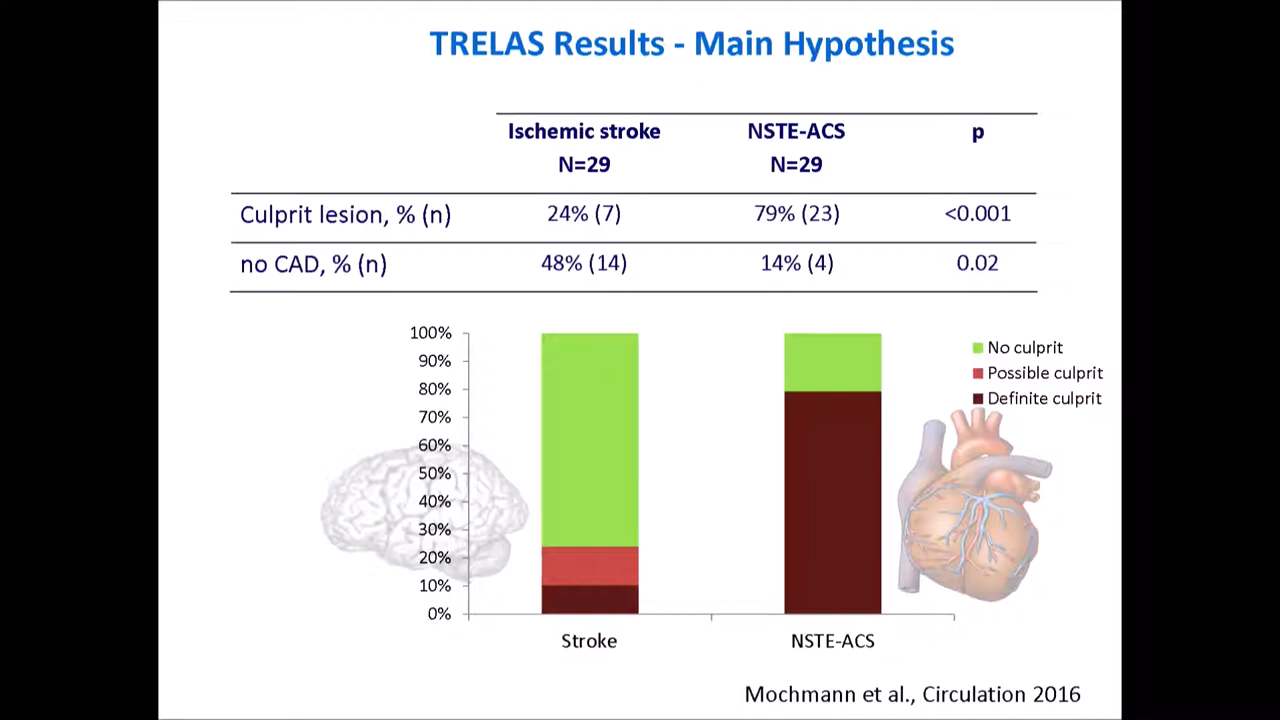 TRELAS Results - Main Hypothesis
Ischemic stroke NSTE-ACS p
N=29 N=29
Culprit lesion, % (n) 24% (7) 79% (23) <0.001
no CAD, % (n) 48% (14) 14% (4) 0.02
100%
90%
80%
70%
60%
50%
40%
30%
20%
10%
0%
No culprit
Possible culprit
Definite culprit
Stroke NSTE-ACS
Mochmann et al., Circulation 2016